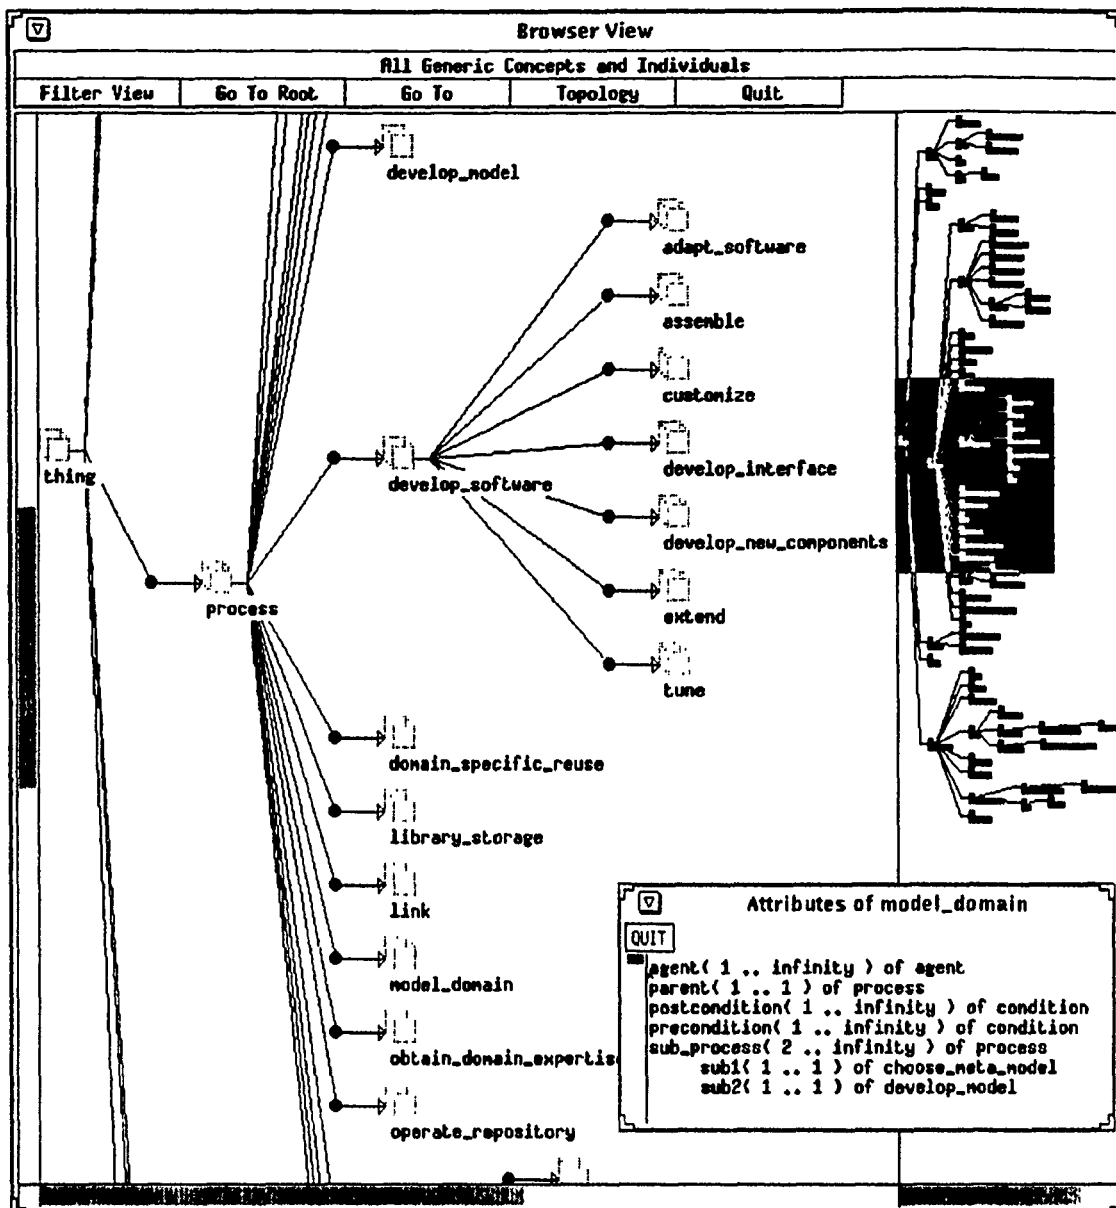 Browser View
All Generic Concepts and Individuals
Filter View Go To Root Go To Topology Quit
develop_model
adapt_software
assemble
customize
thing
develop_interface
develop_software
develop_new_components
process
extend
tune
domain_specific_reuse
library_storage
link
model_domain
obtain_domain_expertis
operate_repository
Attributes of model_domain
QUIT
agent( 1 .. infinity ) of agent
parent( 1 .. 1 ) of process
postcondition( 1 .. infinity ) of condition
precondition( 1 .. infinity ) of condition
sub_process( 2 .. infinity ) of process
sub1( 1 .. 1 ) of choose_meta_model
sub2( 1 .. 1 ) of develop_model